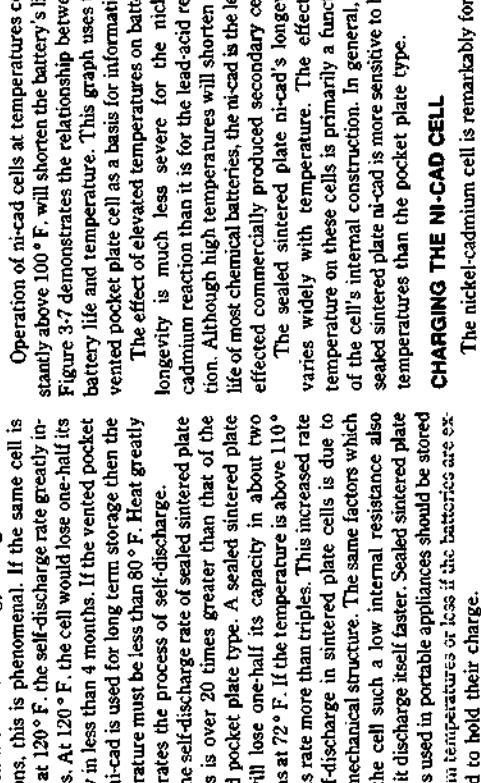 ons, this is phenomenal. If the same cell is
at 120° F. the self-discharge rate greatly in-
s. At 120° F. the cell would lose one-half its
y in less than 4 months. If the vented pocket
ni-cad is used for long term storage then the
rature must be less than 80° F. Heat greatly
rates the process of self-discharge.
he self-discharge rate of sealed sintered plate
s is over 20 times greater than that of the
d pocket plate type. A sealed sintered plate
ill lose one-half its capacity in about two
ns at 72° F. If the temperature is above 110°
s rate more than triples. This increased rate
f-discharge in sintered plate cells is due to
mechanical structure. The same factors which
he cell such a low internal resistance also
it discharge itself faster. Sealed sintered plate
s used in portable appliances should be stored
m temperatures or less if the batteries are ex-
d to hold their charge.
Operation of ni-cad cells at temperatures co
stantly above 100° F. will shorten the battery's li
Figure 3-7 demonstrates the relationship betwe
battery life and temperature. This graph uses t
vented pocket plate cell as a basis for informati
The effect of elevated temperatures on batt
longevity is much less severe for the nich
cadmium reaction than it is for the lead-acid re
tion. Although high temperatures will shorten
life of most chemical batteries, the ni-cad is the le
effected commercially produced secondary ce
The sealed sintered plate ni-cad's longev
varies widely with temperature. The effect
temperature on these cells is primarily a funct
of the cell's internal construction. In general,
sealed sintered plate ni-cad is more sensitive to h
temperatures than the pocket plate type.
CHARGING THE NI-CAD CELL
The nickel-cadmium cell is remarkably for